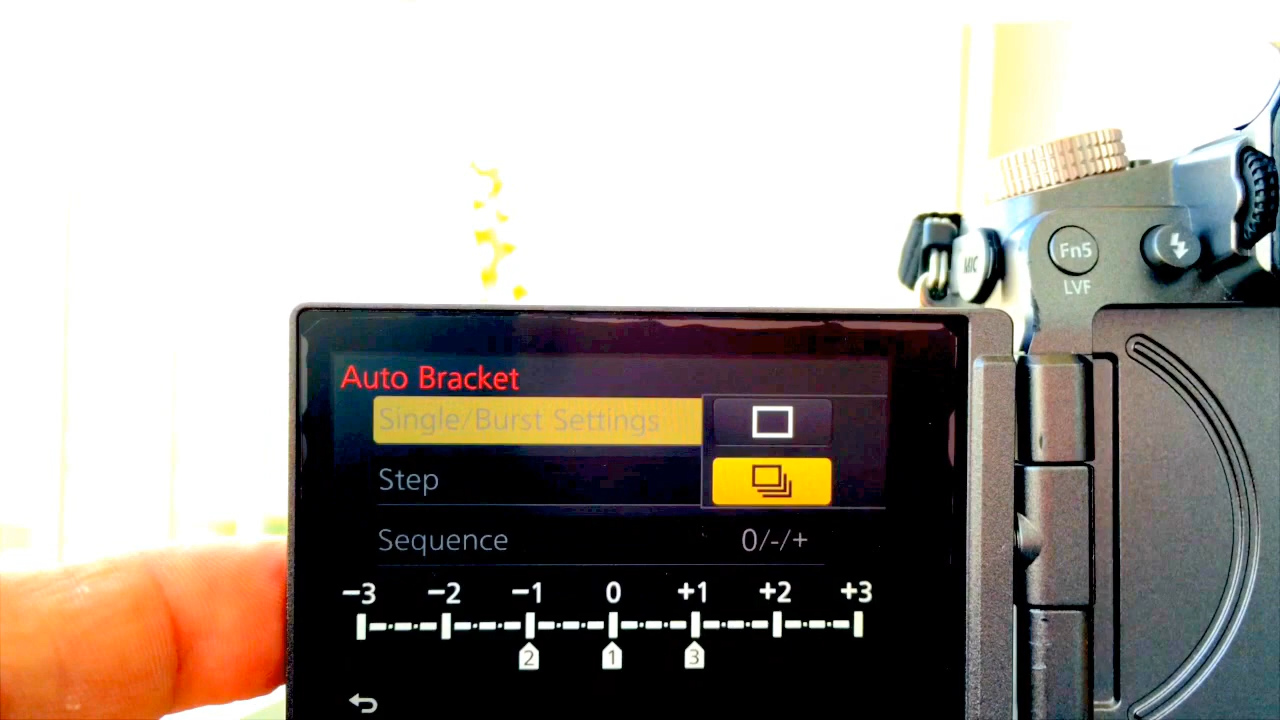 Fn5
MIC
LVF
Auto Bracket
Single/Burst Settings
Step
Sequence 0/-/+
−3 −2 −1 0 +1 +2 +3
2 1 3